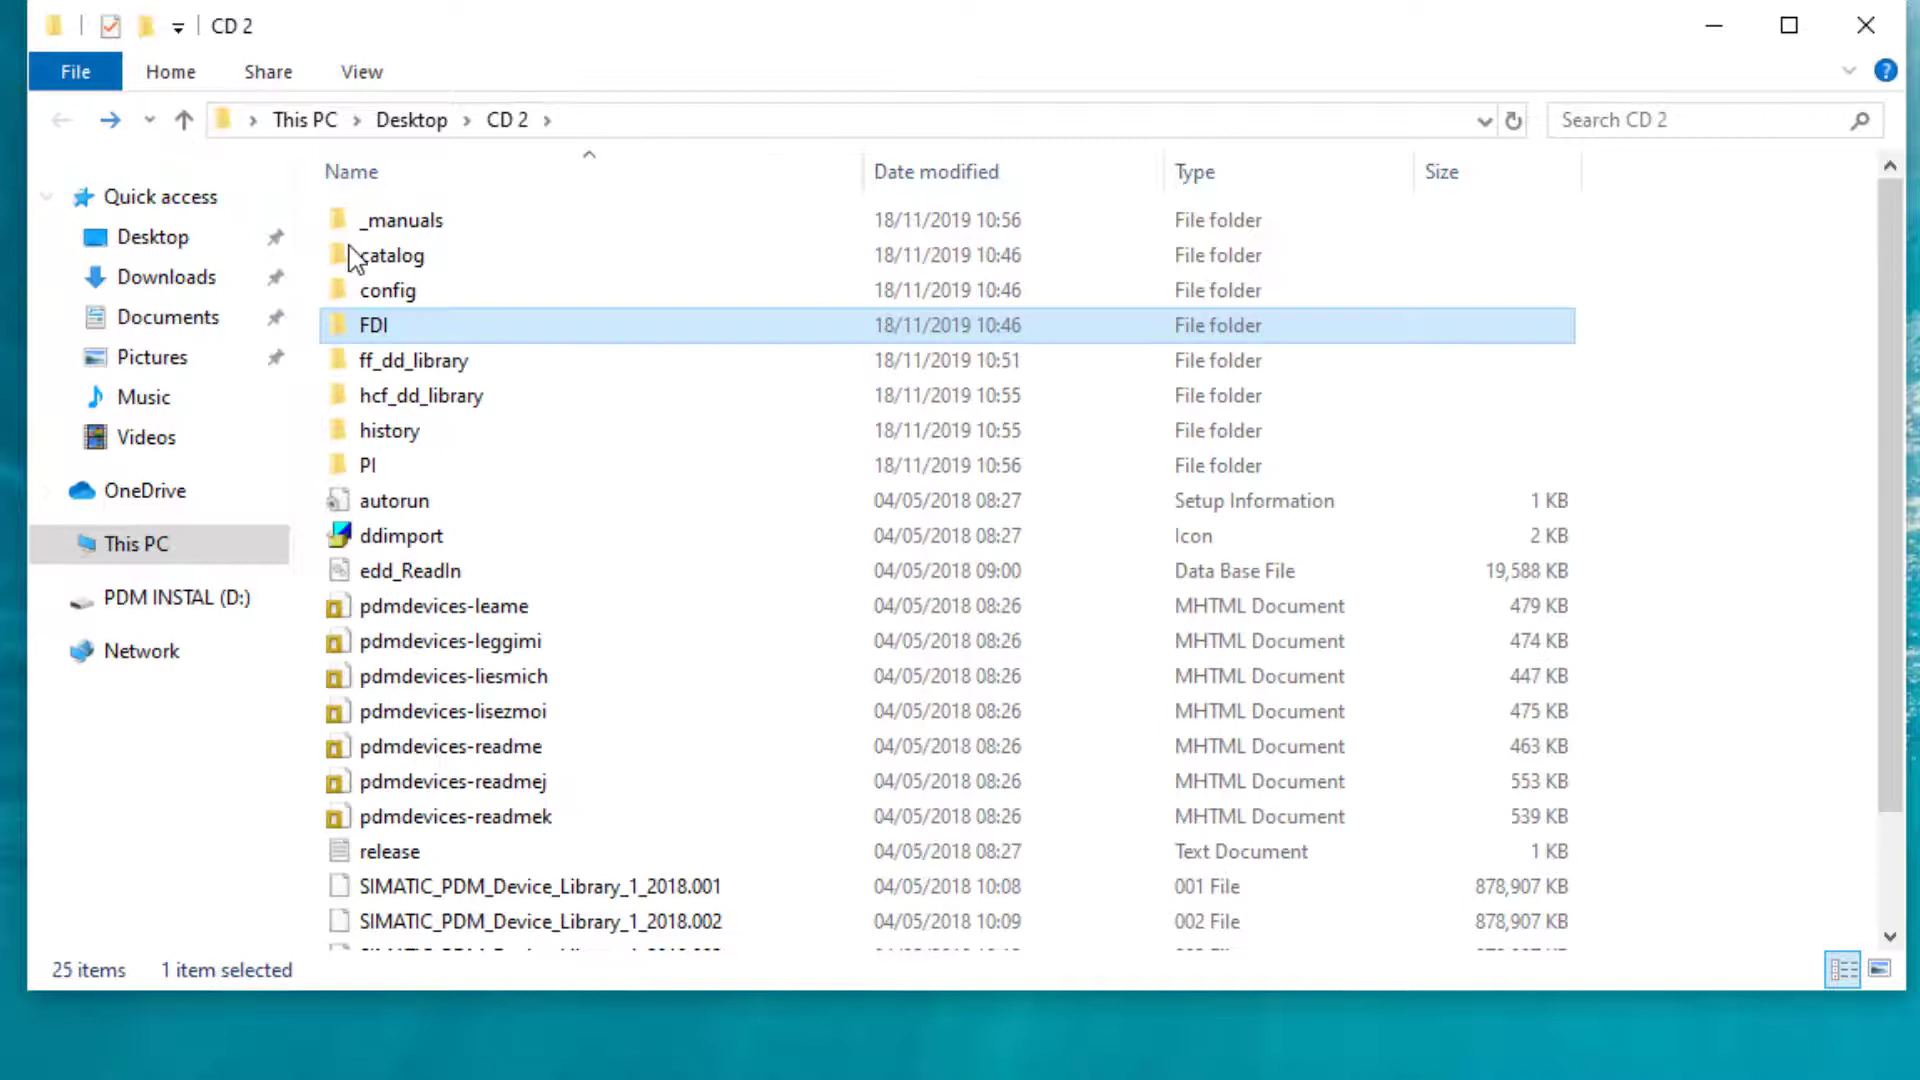 CD 2
File Home Share View
This PC Desktop CD 2
Search CD 2
Name Date modified Type Size
Quick access
Desktop
Downloads
Documents
Pictures
Music
Videos
OneDrive
This PC
PDM INSTAL (D:)
Network
_manuals 18/11/2019 10:56 File folder
catalog 18/11/2019 10:46 File folder
config 18/11/2019 10:46 File folder
FDI 18/11/2019 10:46 File folder
ff_dd_library 18/11/2019 10:51 File folder
hcf_dd_library 18/11/2019 10:55 File folder
history 18/11/2019 10:55 File folder
PI 18/11/2019 10:56 File folder
autorun 04/05/2018 08:27 Setup Information 1 KB
ddimport 04/05/2018 08:27 Icon 2 KB
edd_ReadIn 04/05/2018 09:00 Data Base File 19,588 KB
pdmdevices-leame 04/05/2018 08:26 MHTML Document 479 KB
pdmdevices-leggimi 04/05/2018 08:26 MHTML Document 474 KB
pdmdevices-liesmich 04/05/2018 08:26 MHTML Document 447 KB
pdmdevices-lisezmoi 04/05/2018 08:26 MHTML Document 475 KB
pdmdevices-readme 04/05/2018 08:26 MHTML Document 463 KB
pdmdevices-readmej 04/05/2018 08:26 MHTML Document 553 KB
pdmdevices-readmek 04/05/2018 08:26 MHTML Document 539 KB
release 04/05/2018 08:27 Text Document 1 KB
SIMATIC_PDM_Device_Library_1_2018.001 04/05/2018 10:08 001 File 878,907 KB
SIMATIC_PDM_Device_Library_1_2018.002 04/05/2018 10:09 002 File 878,907 KB
25 items 1 item selected